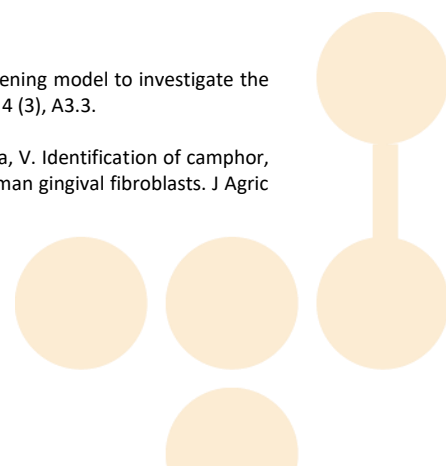 ening model to investigate the
4 (3), A3.3.
a, V. Identification of camphor,
man gingival fibroblasts. J Agric